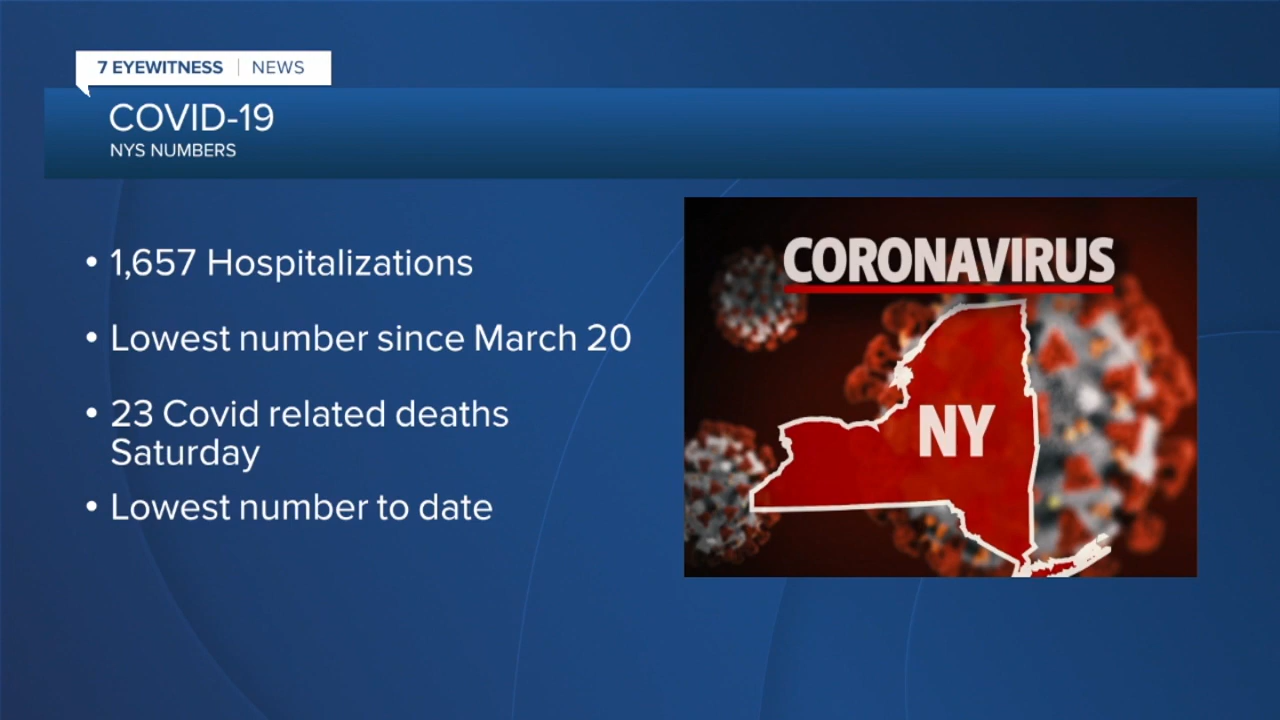 7 EYEWITNESS | NEWS
COVID-19
NYS NUMBERS
• 1,657 Hospitalizations
• Lowest number since March 20
• 23 Covid related deaths
Saturday
• Lowest number to date
CORONAVIRUS
NY